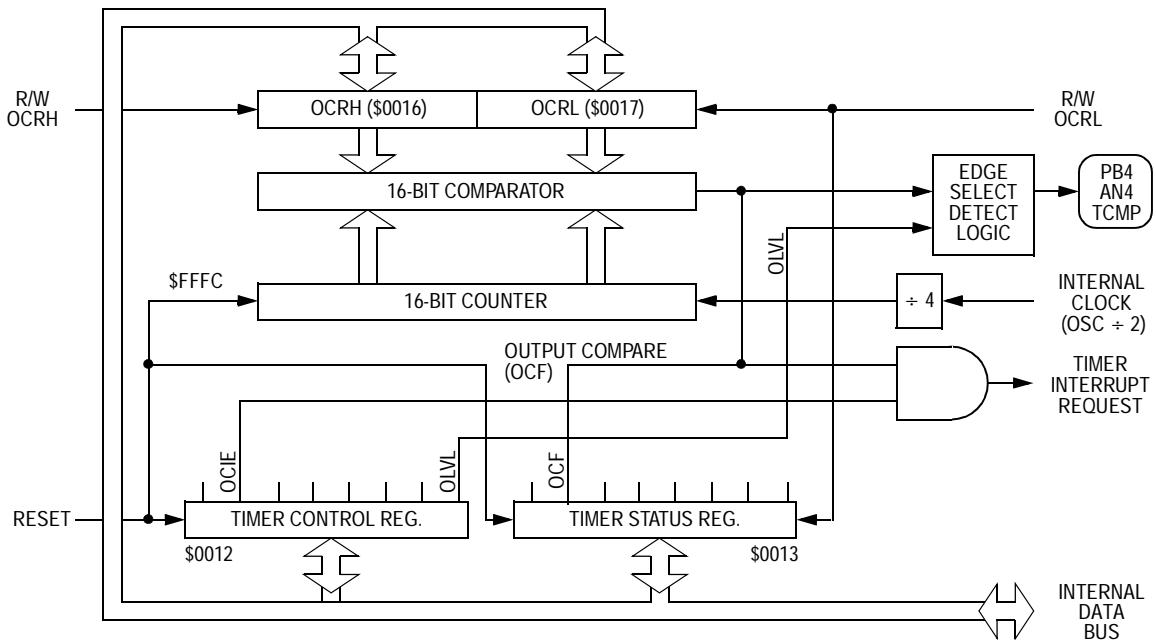 R/W
OCRH
OCRH ($0016)
OCRL ($0017)
R/W
OCRL
16-BIT COMPARATOR
EDGE
SELECT
DETECT
LOGIC
PB4
AN4
TCMP
OLVL
$FFFC
16-BIT COUNTER
÷ 4
INTERNAL
CLOCK
(OSC ÷ 2)
OUTPUT COMPARE
(OCF)
TIMER
INTERRUPT
REQUEST
OCIE
OLVL
OCF
RESET
TIMER CONTROL REG.
TIMER STATUS REG.
$0012
$0013
INTERNAL
DATA
BUS